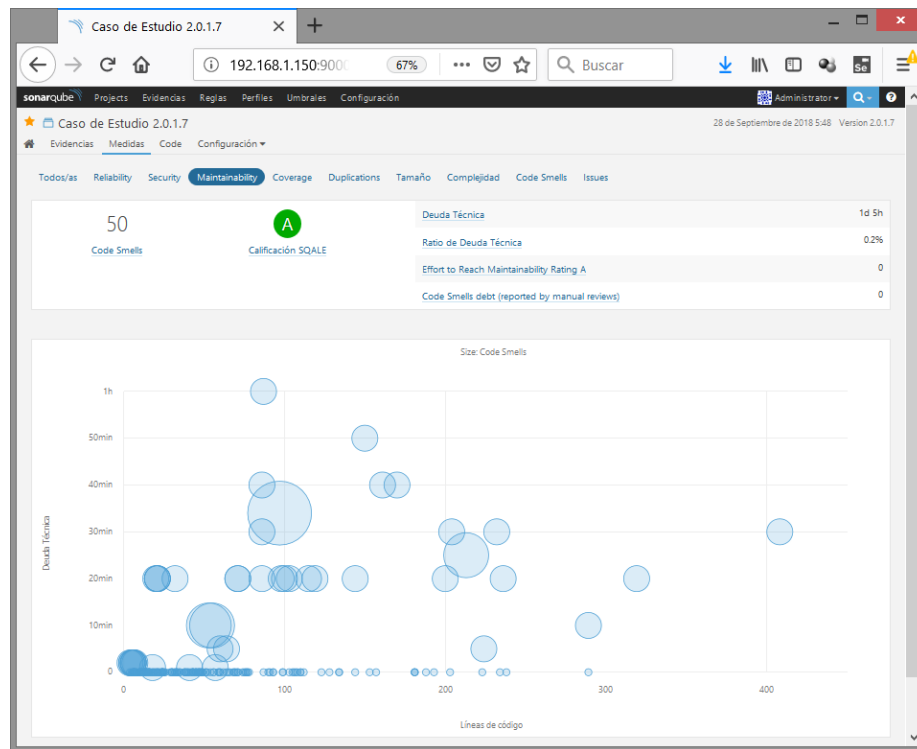 Caso de Estudio 2.0.1.7
192.168.1.150:900
67%
Buscar
Se
sonarqube Projects Evidencias Reglas Perfiles Umbrales Configuración Administrator
Caso de Estudio 2.0.1.7
28 de Septiembre de 2018 5:48 Version 2.0.1.7
Evidencias Medidas Code Configuración
Todos/as Reliability Security Maintainability Coverage Duplications Tamaño Complejidad Code Smells Issues
50
Code Smells
A
Calificación SQALE
Deuda Técnica 1d 5h
Ratio de Deuda Técnica 0.2%
Effort to Reach Maintainability Rating A 0
Code Smells debt (reported by manual reviews) 0
Size: Code Smells
1h
50min
40min
30min
20min
10min
0
Deuda Técnica
0 100 200 300 400
Líneas de código